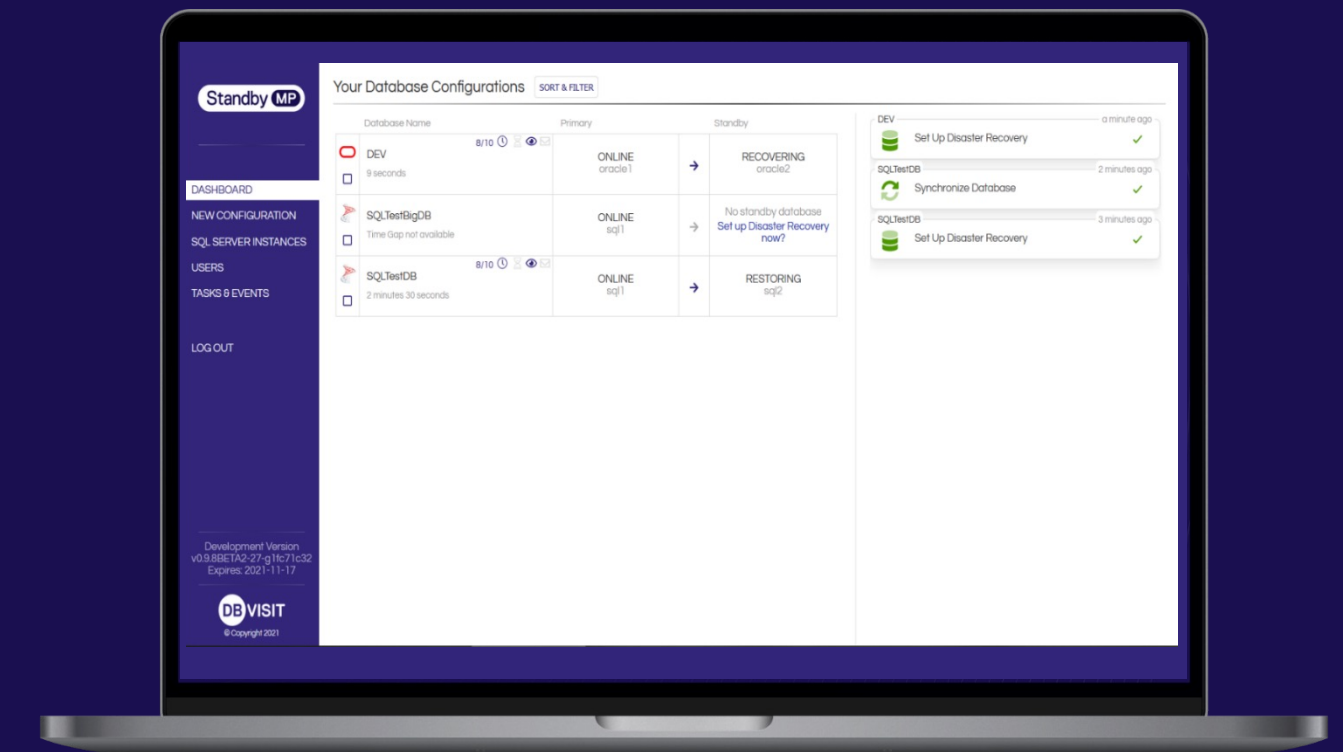 Standby MP
DASHBOARD
NEW CONFIGURATION
SQL SERVER INSTANCES
USERS
TASKS & EVENTS
LOG OUT
Development Version
v0.9.8BETA2-27-g1fc71c32
Expires: 2021-11-17
DBVISIT
© Copyright 2021
Your Database Configurations
SORT & FILTER
Database Name
Primary
Standby
8/10
DEV
9 seconds
ONLINE
oracle1
RECOVERING
oracle2
SQLTestBigDB
Time Gap not available
ONLINE
sql1
No standby database
Set up Disaster Recovery
now?
8/10
SQLTestDB
2 minutes 30 seconds
ONLINE
sql1
RESTORING
sql2
DEV
a minute ago
Set Up Disaster Recovery
SQLTestDB
2 minutes ago
Synchronize Database
SQLTestDB
3 minutes ago
Set Up Disaster Recovery